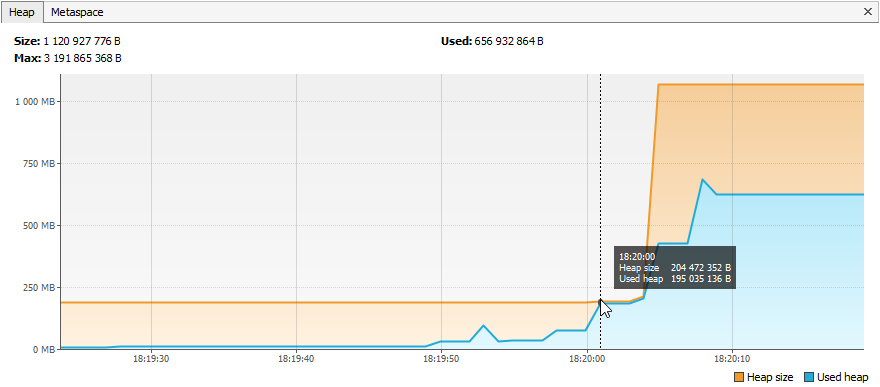 Heap Metaspace ×
Size: 1 120 927 776 B Used: 656 932 864 B
Max: 3 191 865 368 B
1 000 MB
750 MB
500 MB
250 MB
0 MB
18:20:00
Heap size 204 472 352 B
Used heap 195 035 136 B
18:19:30 18:19:40 18:19:50 18:20:00 18:20:10
Heap size Used heap